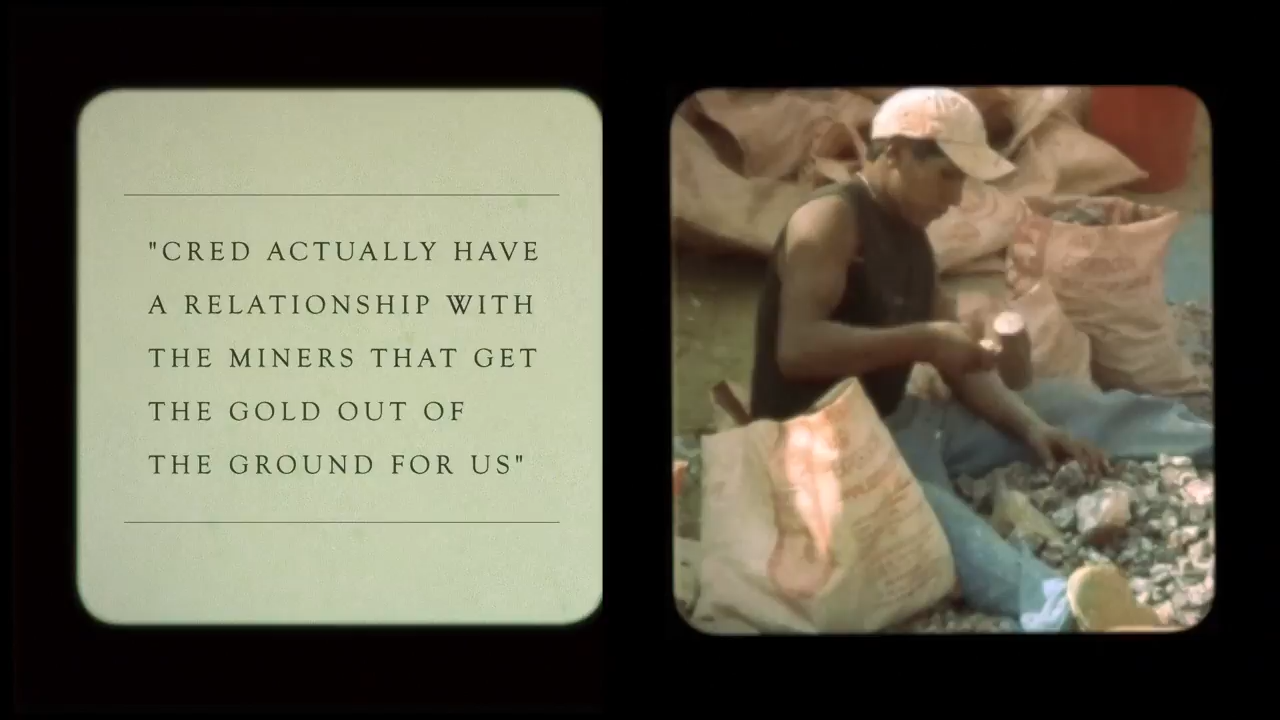 "CRED ACTUALLY HAVE
A RELATIONSHIP WITH
THE MINERS THAT GET
THE GOLD OUT OF
THE GROUND FOR US"